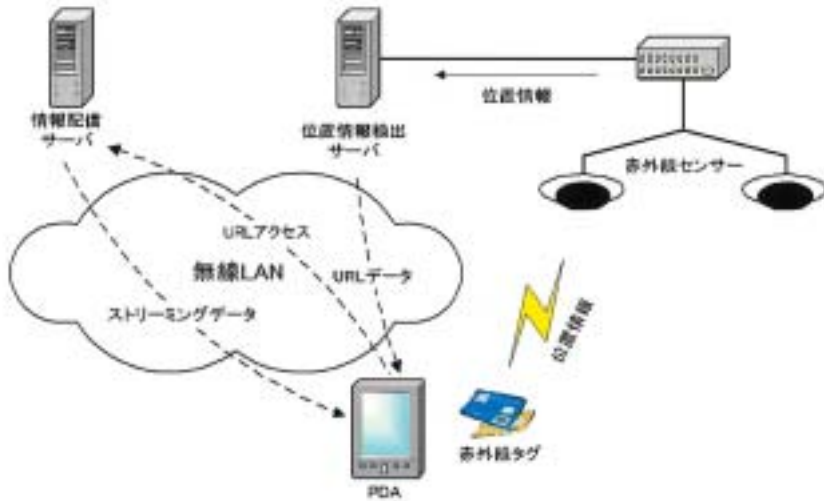 情報配信
サーバ
位置情報検出
サーバ
位置情報
赤外線センサー
URLアクセス
無線LAN
URLデータ
ストリーミングデータ
位置情報
赤外線タグ
PDA